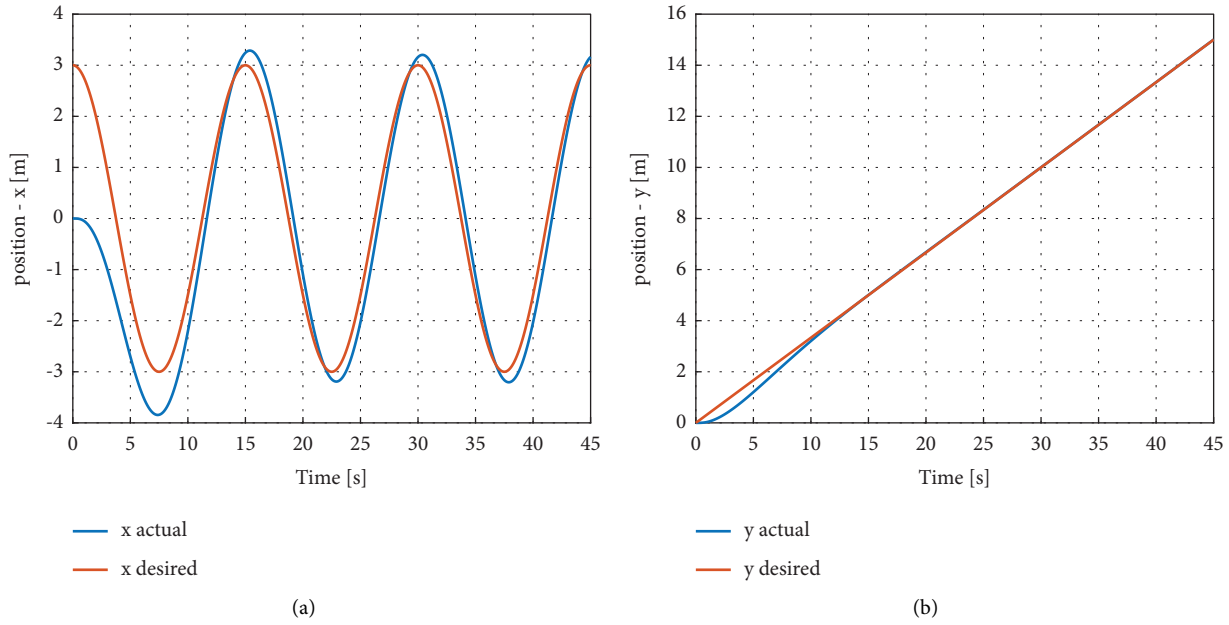 4
3
2
1
0
-1
-2
-3
-4
position - x [m]
0 5 10 15 20 25 30 35 40 45
Time [s]
x actual
x desired
(a)
16
14
12
10
8
6
4
2
0
position - y [m]
0 5 10 15 20 25 30 35 40 45
Time [s]
y actual
y desired
(b)